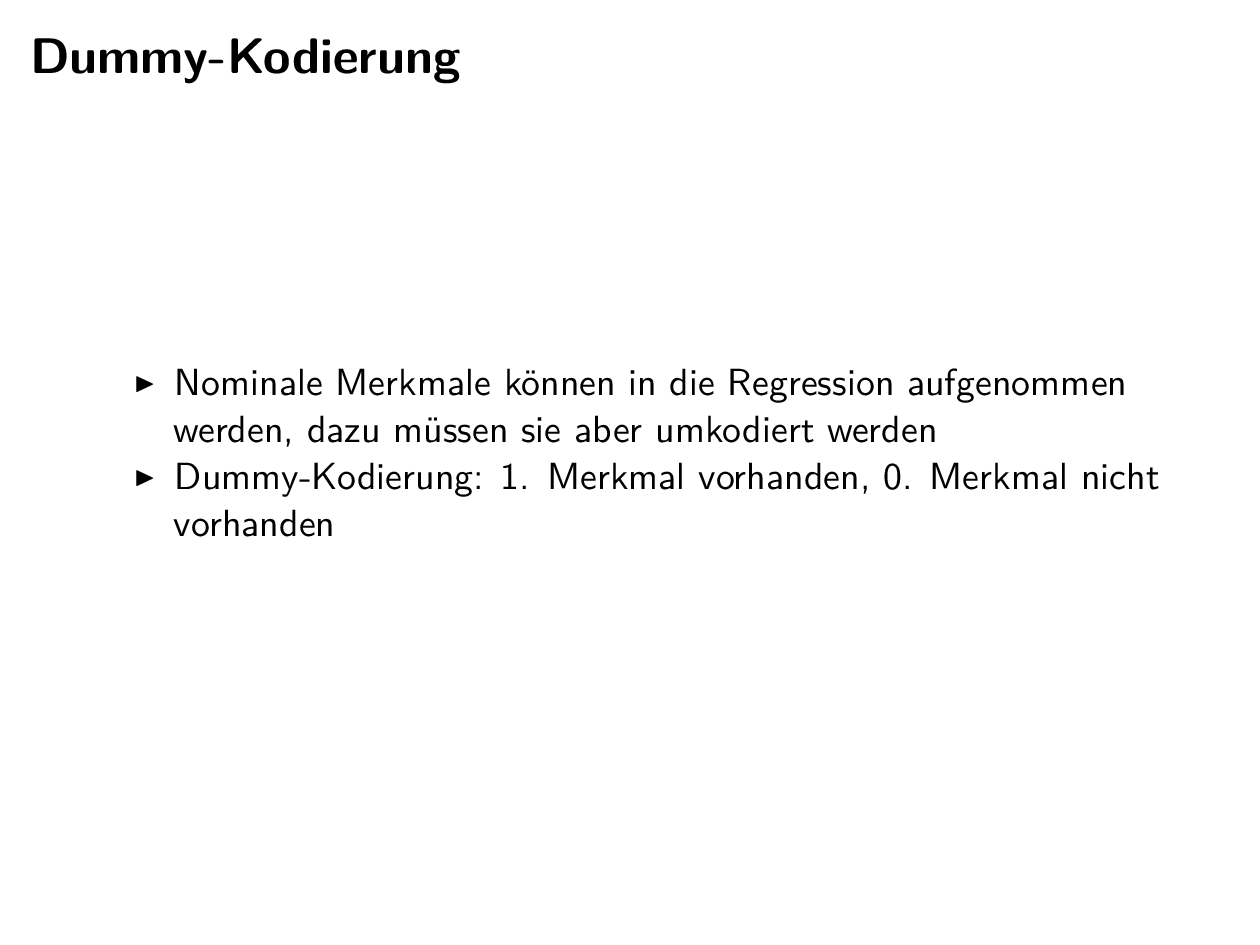 Dummy-Kodierung
▶ Nominale Merkmale können in die Regression aufgenommen
werden, dazu müssen sie aber umkodiert werden
▶ Dummy-Kodierung: 1. Merkmal vorhanden, 0. Merkmal nicht
vorhanden